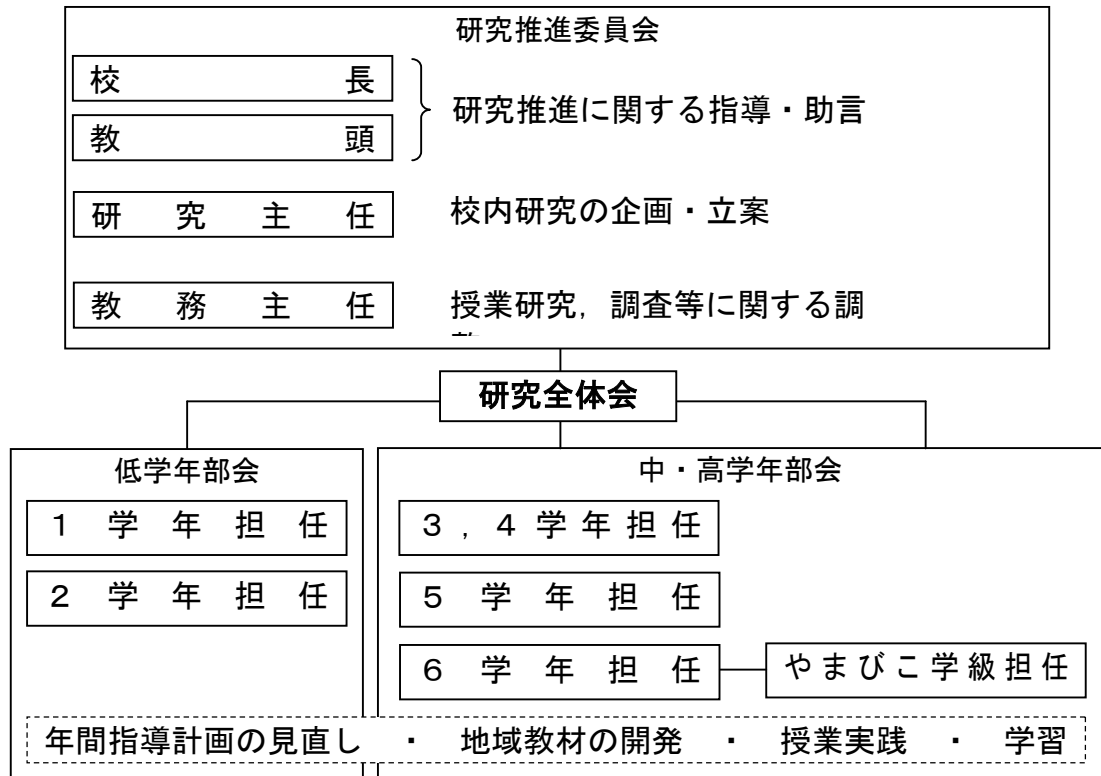 研究推進委員会
校長
教頭
研究推進に関する指導・助言
研究主任
校内研究の企画・立案
教務主任
授業研究，調査等に関する調
研究全体会
低学年部会
１学年担任
２学年担任
中・高学年部会
３，４学年担任
５学年担任
６学年担任
やまびこ学級担任
年間指導計画の見直し ・ 地域教材の開発 ・ 授業実践 ・ 学習